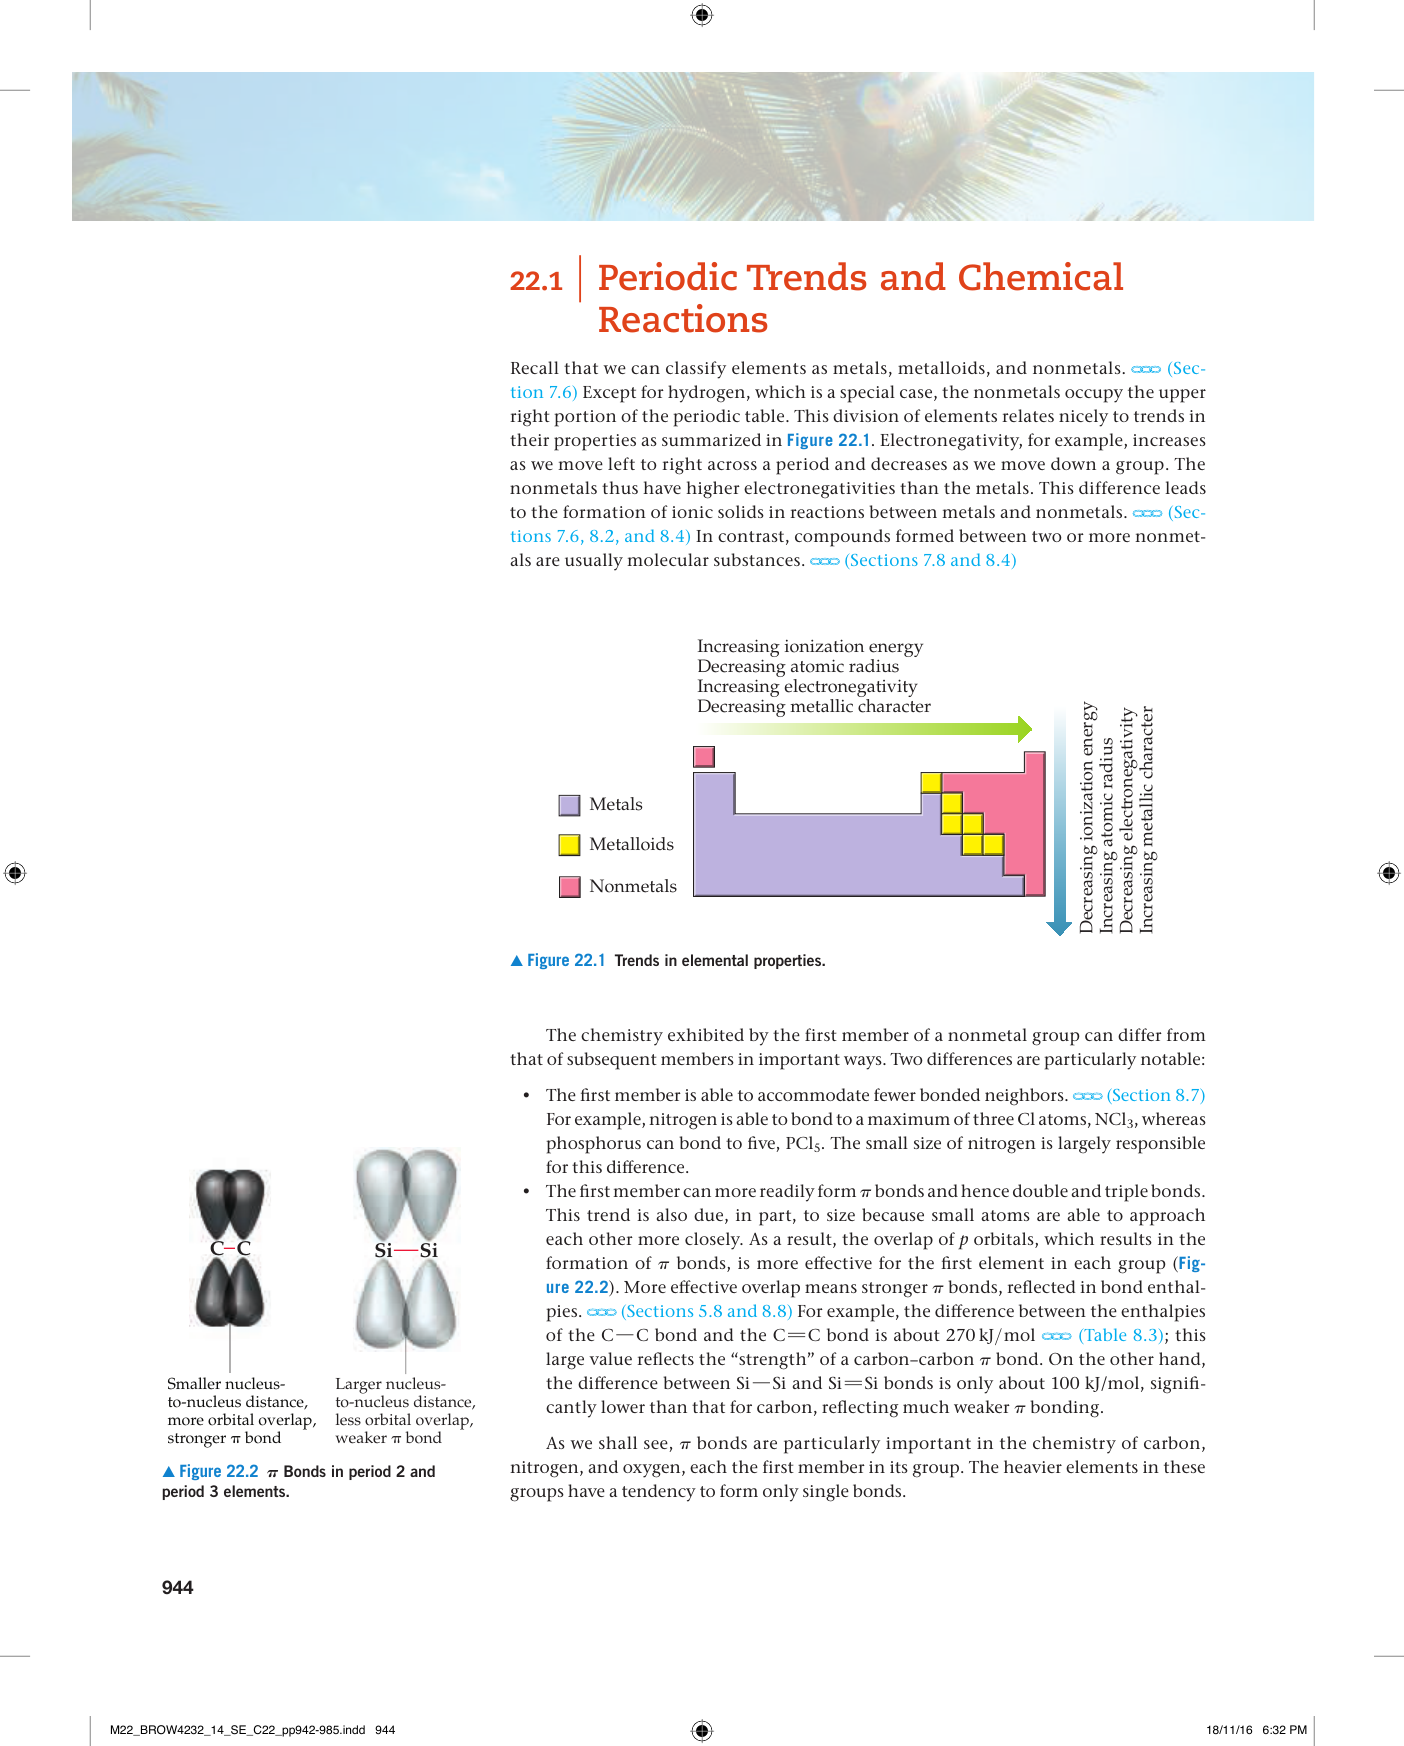 22.1 Periodic Trends and Chemical
Reactions
Recall that we can classify elements as metals, metalloids, and nonmetals. (Sec-
tion 7.6) Except for hydrogen, which is a special case, the nonmetals occupy the upper
right portion of the periodic table. This division of elements relates nicely to trends in
their properties as summarized in Figure 22.1. Electronegativity, for example, increases
as we move left to right across a period and decreases as we move down a group. The
nonmetals thus have higher electronegativities than the metals. This difference leads
to the formation of ionic solids in reactions between metals and nonmetals. (Sec-
tions 7.6, 8.2, and 8.4) In contrast, compounds formed between two or more nonmet-
als are usually molecular substances. (Sections 7.8 and 8.4)
Increasing ionization energy
Decreasing atomic radius
Increasing electronegativity
Decreasing metallic character
Decreasing ionization energy
Increasing atomic radius
Decreasing electronegativity
Increasing metallic character
Metals
Metalloids
Nonmetals
▲ Figure 22.1 Trends in elemental properties.
The chemistry exhibited by the first member of a nonmetal group can differ from
that of subsequent members in important ways. Two differences are particularly notable:
• The first member is able to accommodate fewer bonded neighbors. (Section 8.7)
For example, nitrogen is able to bond to a maximum of three Cl atoms, NCl₃, whereas
phosphorus can bond to five, PCl₅. The small size of nitrogen is largely responsible
for this difference.
• The first member can more readily form π bonds and hence double and triple bonds.
This trend is also due, in part, to size because small atoms are able to approach
each other more closely. As a result, the overlap of p orbitals, which results in the
formation of π bonds, is more effective for the first element in each group (Fig-
ure 22.2). More effective overlap means stronger π bonds, reflected in bond enthal-
pies. (Sections 5.8 and 8.8) For example, the difference between the enthalpies
of the C—C bond and the C=C bond is about 270 kJ/mol (Table 8.3); this
large value reflects the “strength” of a carbon–carbon π bond. On the other hand,
the difference between Si—Si and Si=Si bonds is only about 100 kJ/mol, signifi-
cantly lower than that for carbon, reflecting much weaker π bonding.
As we shall see, π bonds are particularly important in the chemistry of carbon,
nitrogen, and oxygen, each the first member in its group. The heavier elements in these
groups have a tendency to form only single bonds.
C–C
Si—Si
Smaller nucleus-
to-nucleus distance,
more orbital overlap,
stronger π bond
Larger nucleus-
to-nucleus distance,
less orbital overlap,
weaker π bond
▲ Figure 22.2 π Bonds in period 2 and
period 3 elements.
944
M22_BROW4232_14_SE_C22_pp942-985.indd 944
18/11/16 6:32 PM